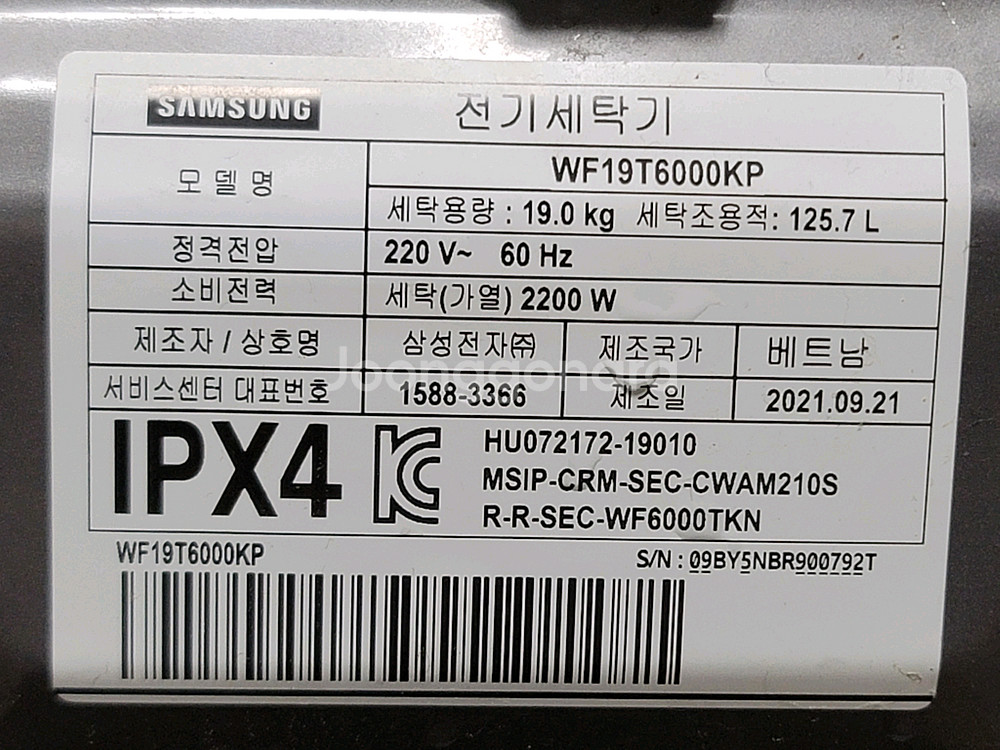 SAMSUNG 전기세탁기
모델명 WF19T6000KP
세탁용량 : 19.0 kg 세탁조용적: 125.7 L
정격전압 220 V~ 60 Hz
소비전력 세탁(가열) 2200 W
제조자 / 상호명 삼성전자㈜ 제조국가 베트남
서비스센터 대표번호 1588-3366 제조일 2021.09.21
IPX4 HU072172-19010
MSIP-CRM-SEC-CWAM210S
R-R-SEC-WF6000TKN
WF19T6000KP S/N : 09BY5NBR900792T
Joonggonara